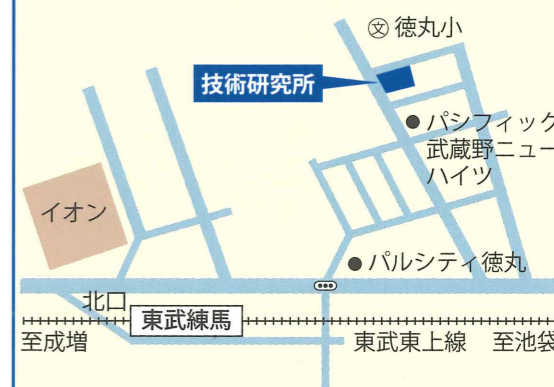 徳丸小
技術研究所
パシフィック
武蔵野ニュー
ハイツ
イオン
パルシティ徳丸
北口
東武練馬
至成増
東武東上線
至池袋